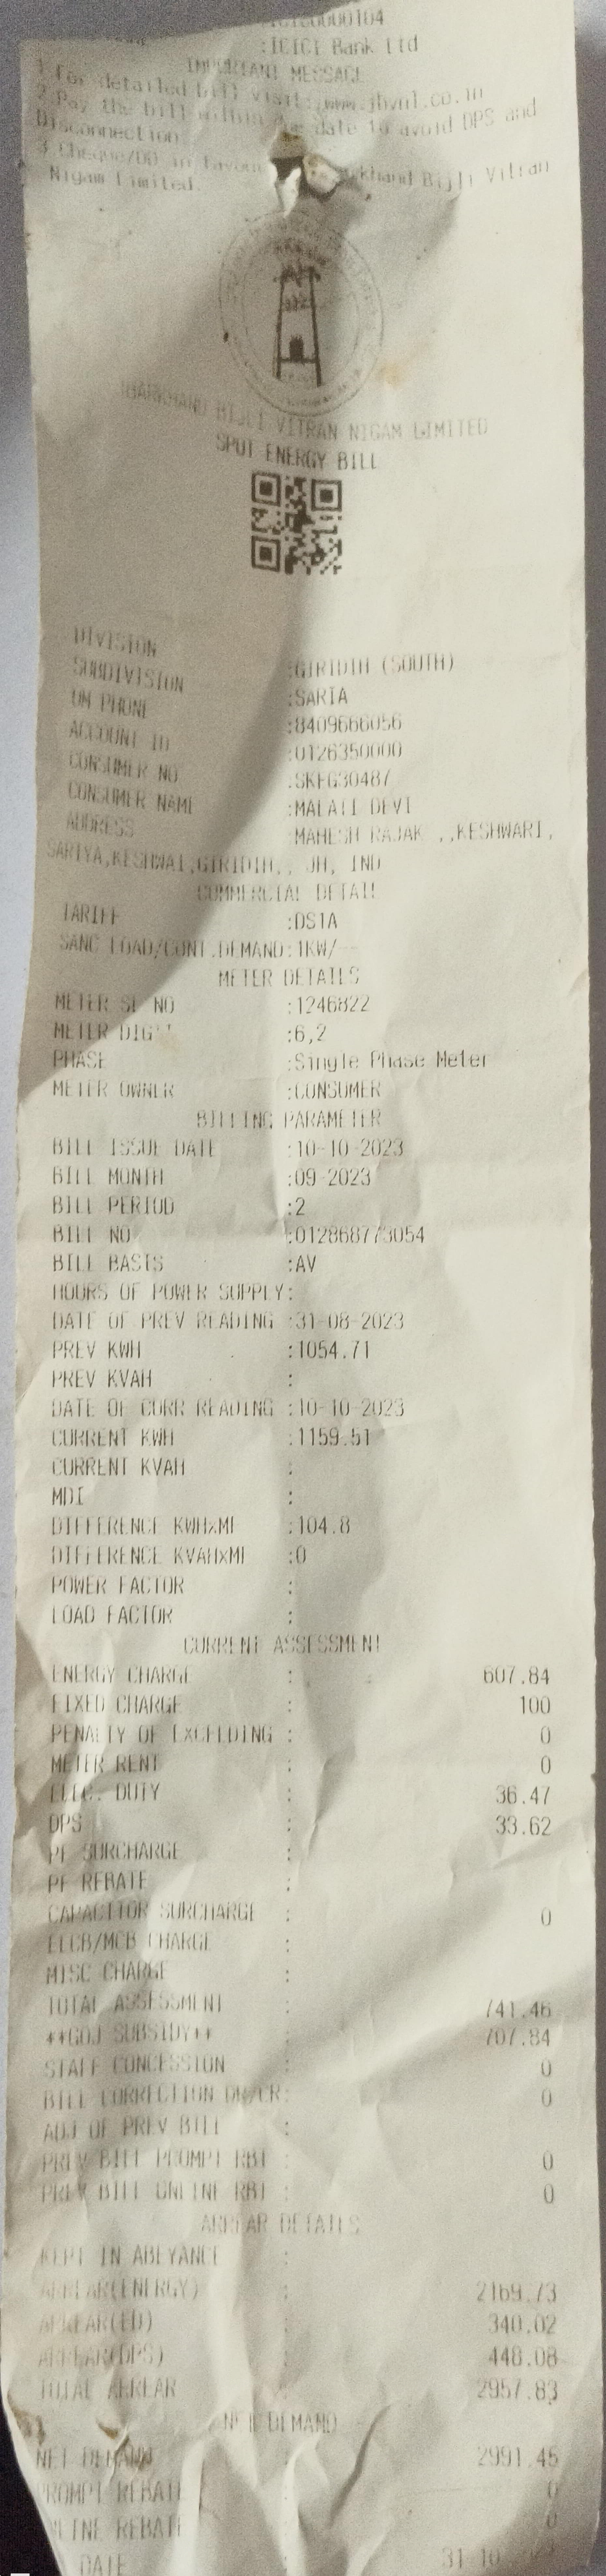 :ICIC0000104
:ICICI Bank Ltd
IMPORTANT MESSAGE
1 For detailed bill visit: www.jbvnl.co.in
2 Pay the bill within due date to avoid DPS and
Disconnection
3 Cheque/DD in favour Jharkhand Bijli Vitran
Nigam Limited.
JHARKHAND BIJLI VITRAN NIGAM LIMITED
SPOT ENERGY BILL
DIVISION :GIRIDIH (SOUTH)
SUBDIVISION :SARIA
OM PHONE :8409666056
ACCOUNT ID :0126350000
CONSUMER NO :SKFG30487
CONSUMER NAME :MALATI DEVI
ADDRESS :MAHESH RAJAK ,,KESHWARI,
SARIYA,KESHWAI,GIRIDIH,, JH, IND
COMMERCIAL DETAIL
TARIFF :DS1A
SANC LOAD/CONT.DEMAND:1KW/--
METER DETAILS
METER SL NO :1246822
METER DIGIT :6,2
PHASE :Single Phase Meter
METER OWNER :CONSUMER
BILLING PARAMETER
BILL ISSUE DATE :10-10-2023
BILL MONTH :09-2023
BILL PERIOD :2
BILL NO :012868773054
BILL BASIS :AV
HOURS OF POWER SUPPLY:
DATE OF PREV READING :31-08-2023
PREV KWH :1054.71
PREV KVAH :
DATE OF CURR READING :10-10-2023
CURRENT KWH :1159.51
CURRENT KVAH :
MDI :
DIFFERENCE KWHxMF :104.8
DIFFERENCE KVAHxMF :0
POWER FACTOR :
LOAD FACTOR :
CURRENT ASSESSMENT
ENERGY CHARGE : 607.84
FIXED CHARGE : 100
PENALTY OF EXCEEDING : 0
METER RENT : 0
ELEC. DUTY : 36.47
DPS : 33.62
PF SURCHARGE :
PF REBATE :
CAPACITOR SURCHARGE : 0
ELCB/MCB CHARGE :
MISC CHARGE :
TOTAL ASSESSMENT : 741.46
**GOJ SUBSIDY** : 707.84
STAFF CONCESSION : 0
BILL CORRECTION DR/CR: 0
ADJ OF PREV BILL :
PREV BILL PROMPT RBT : 0
PREV BILL ONLINE RBT : 0
ARREAR DETAILS
KEPT IN ABEYANCE :
ARREAR(ENERGY) : 2169.73
ARREAR(ED) : 340.02
ARREAR(DPS) : 448.08
TOTAL ARREAR : 2957.83
NET DEMAND
NET DEMAND : 2991.45
PROMPT REBATE : 0
ONLINE REBATE : 0
DATE : 31-10